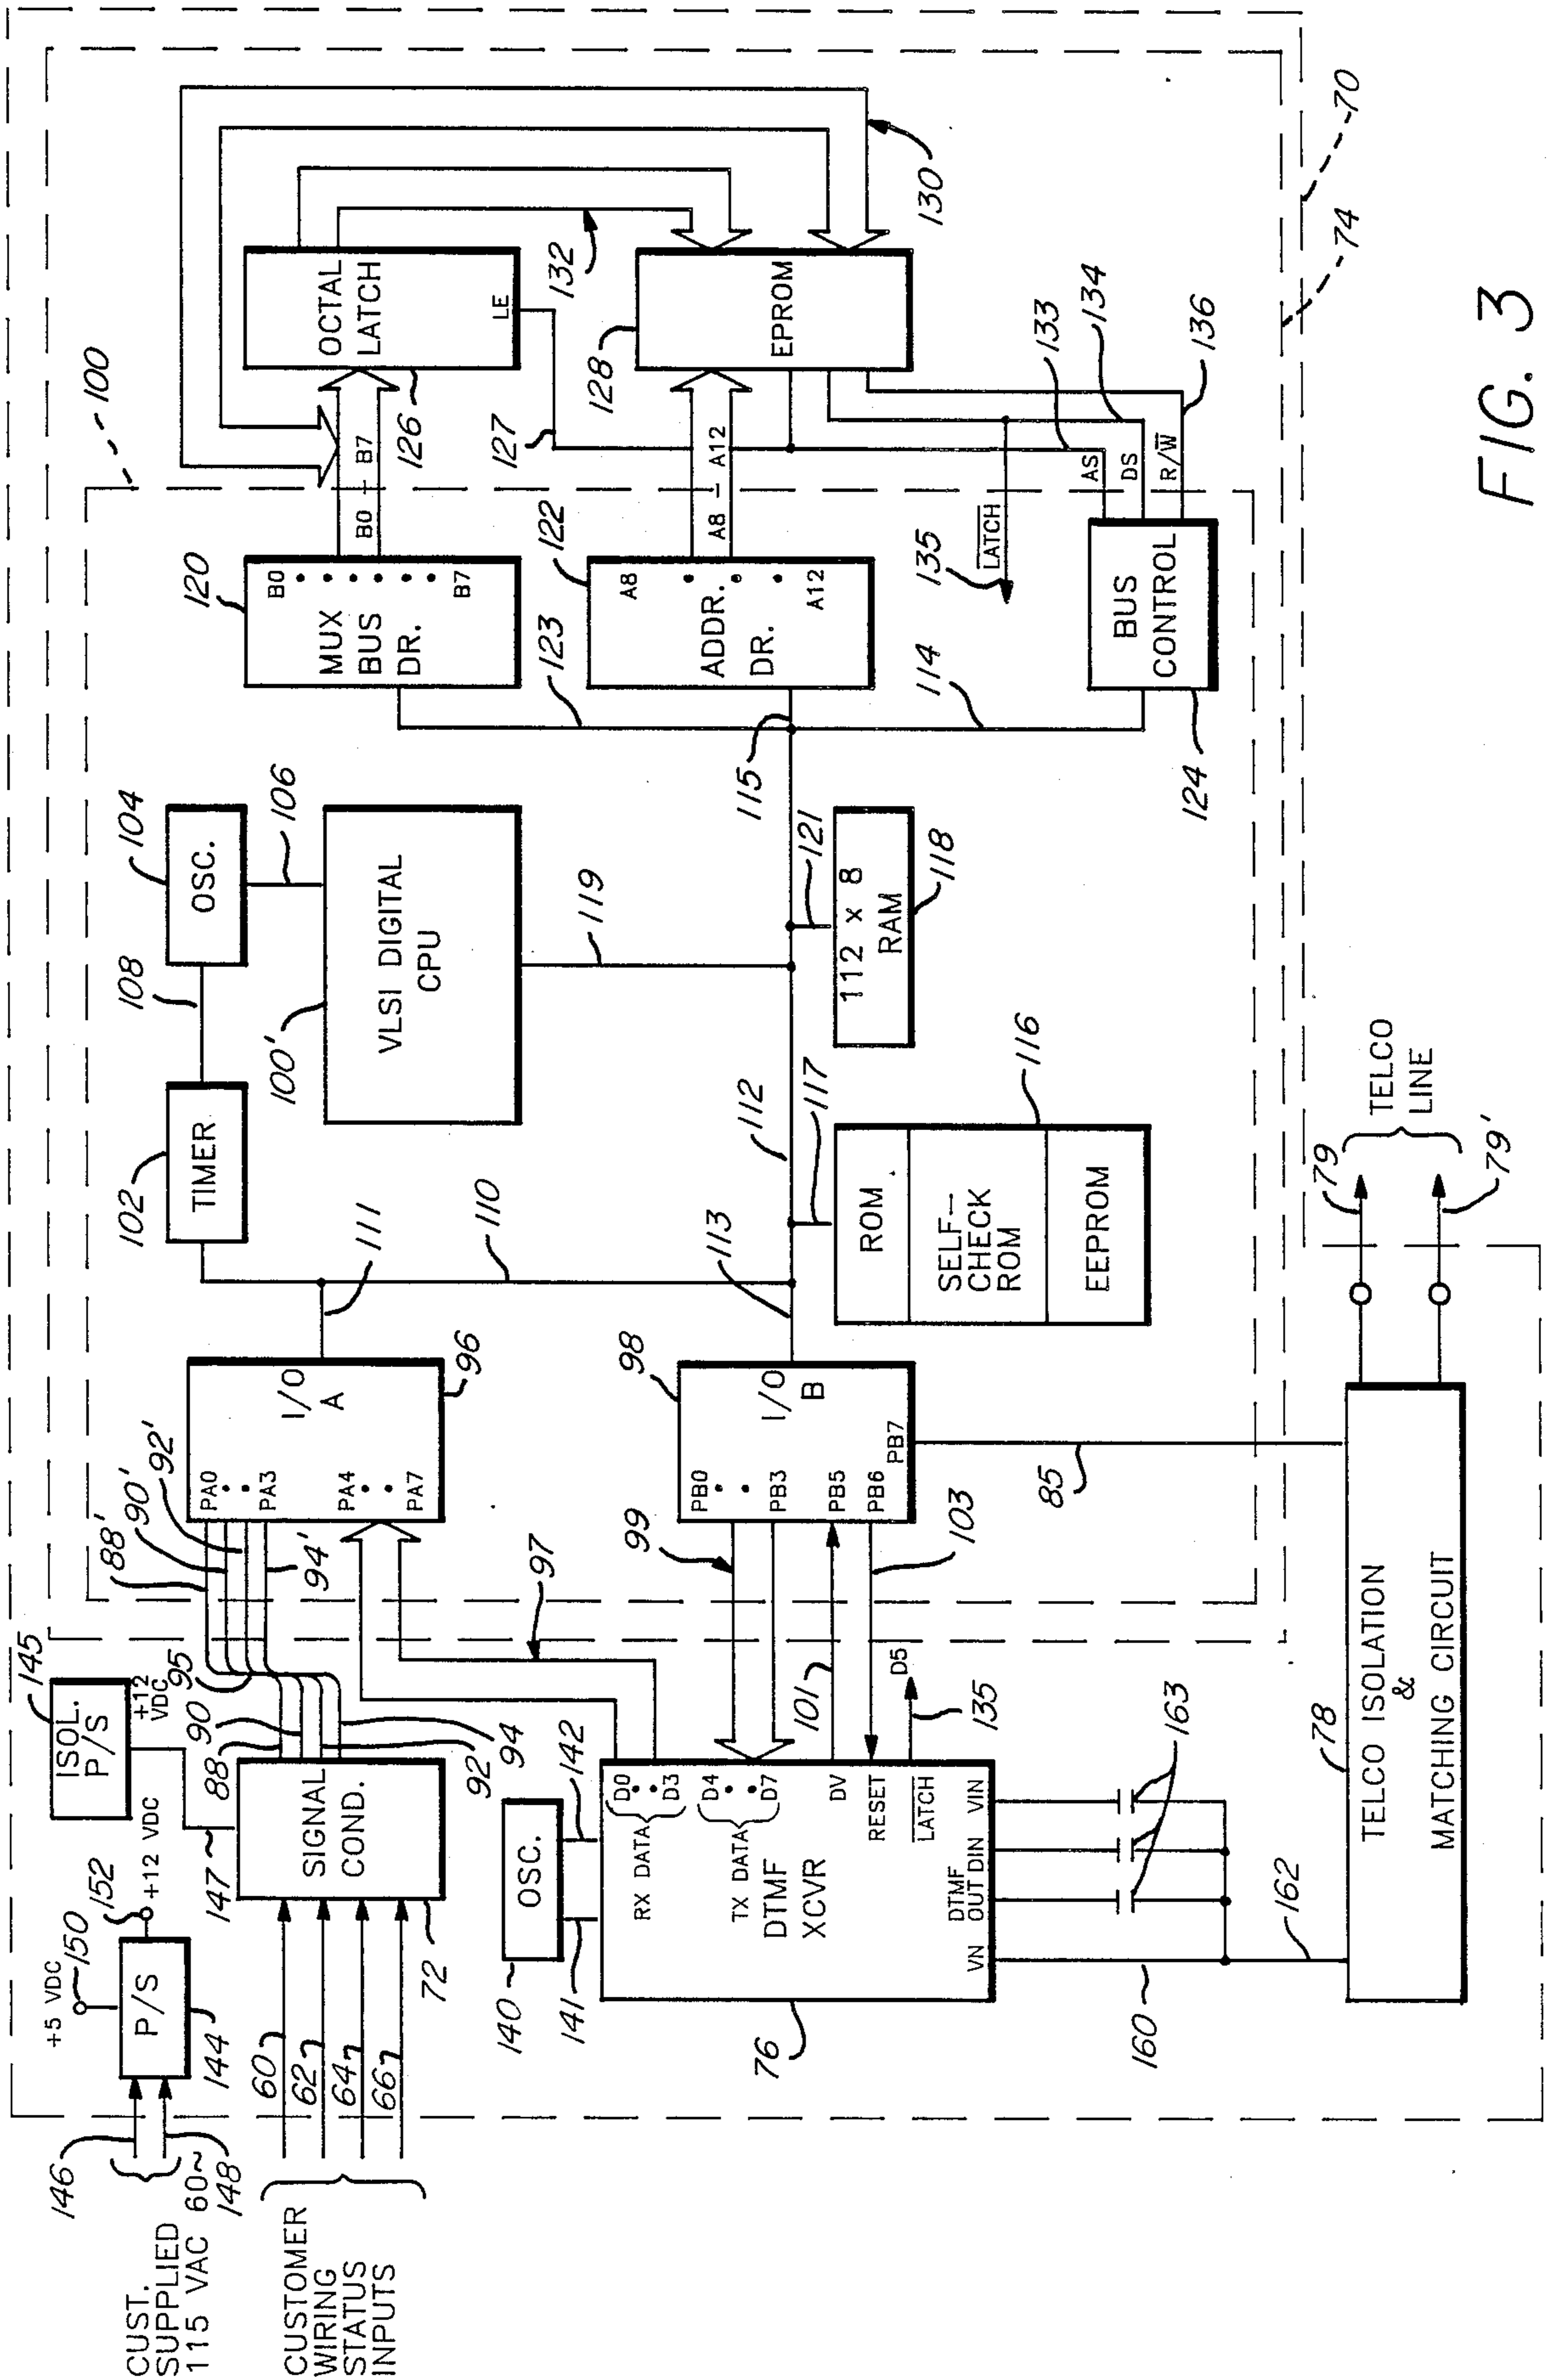 CUST.
SUPPLIED
115 VAC 60~
146
148
+5 VDC
150
152
+12 VDC
P/S
144
145
ISOL.
P/S
+12
VDC
147
CUSTOMER
WIRING
STATUS
INPUTS
60
62
64
66
SIGNAL
COND.
72
88
90
92
94
95
88'
90'
92'
94'
PA0
PA3
PA4
PA7
I/O
A
96
97
111
110
102
TIMER
108
104
OSC.
106
100'
VLSI DIGITAL
CPU
119
100
120
B0
B7
MUX
BUS
DR.
B0 - B7
126
OCTAL
LATCH
LE
127
132
130
123
122
A8
A12
ADDR.
DR.
A8 - A12
128
EPROM
115
114
135
LATCH
AS
DS
R/W
133
134
136
BUS
CONTROL
124
140
OSC.
141
142
RX DATA
D0
D3
TX DATA
D4
D7
DTMF
XCVR
DV
RESET
LATCH
D5
135
VN
DTMF
OUT
DIN
VIN
76
99
101
103
98
PB0
PB3
PB5
PB6
PB7
I/O
B
113
112
117
ROM
SELF-
CHECK
ROM
EEPROM
116
121
112 x 8
RAM
118
85
160
162
163
78
TELCO ISOLATION
&
MATCHING CIRCUIT
79
79'
TELCO
LINE
74
70
FIG. 3